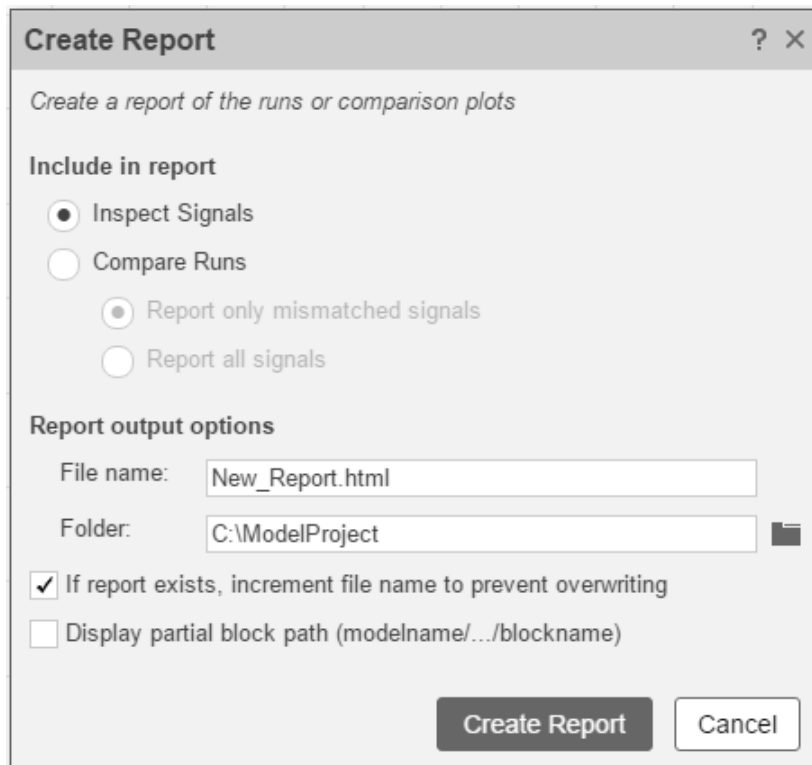 Create Report ? ×
Create a report of the runs or comparison plots
Include in report
Inspect Signals
Compare Runs
Report only mismatched signals
Report all signals
Report output options
File name: New_Report.html
Folder: C:\ModelProject
If report exists, increment file name to prevent overwriting
Display partial block path (modelname/.../blockname)
Create Report Cancel